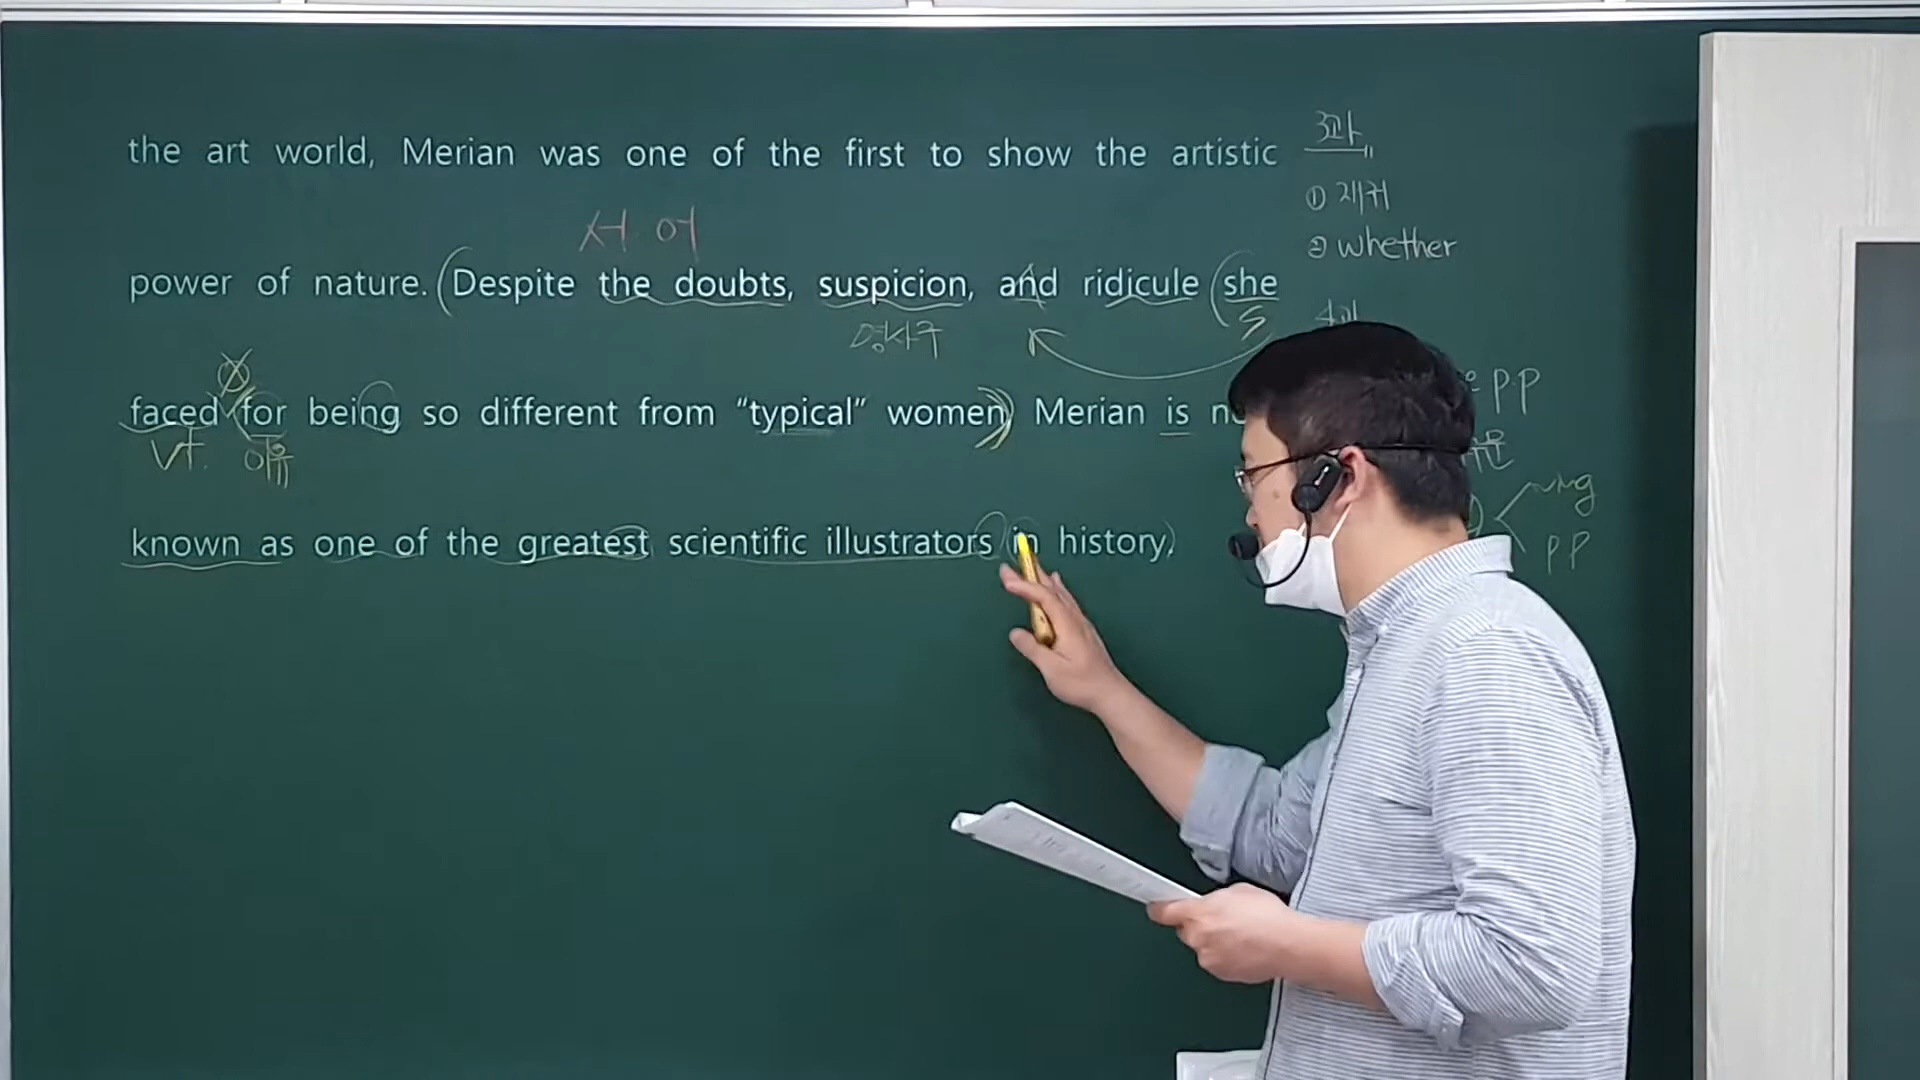 the art world, Merian was one of the first to show the artistic
3과
① 재귀
② whether
서 어
power of nature. (Despite the doubts, suspicion, and ridicule (she
S
명사구
faced for being so different from “typical” women) Merian is
PP
vt. 이유
known as one of the greatest scientific illustrators (in history)
ving
PP